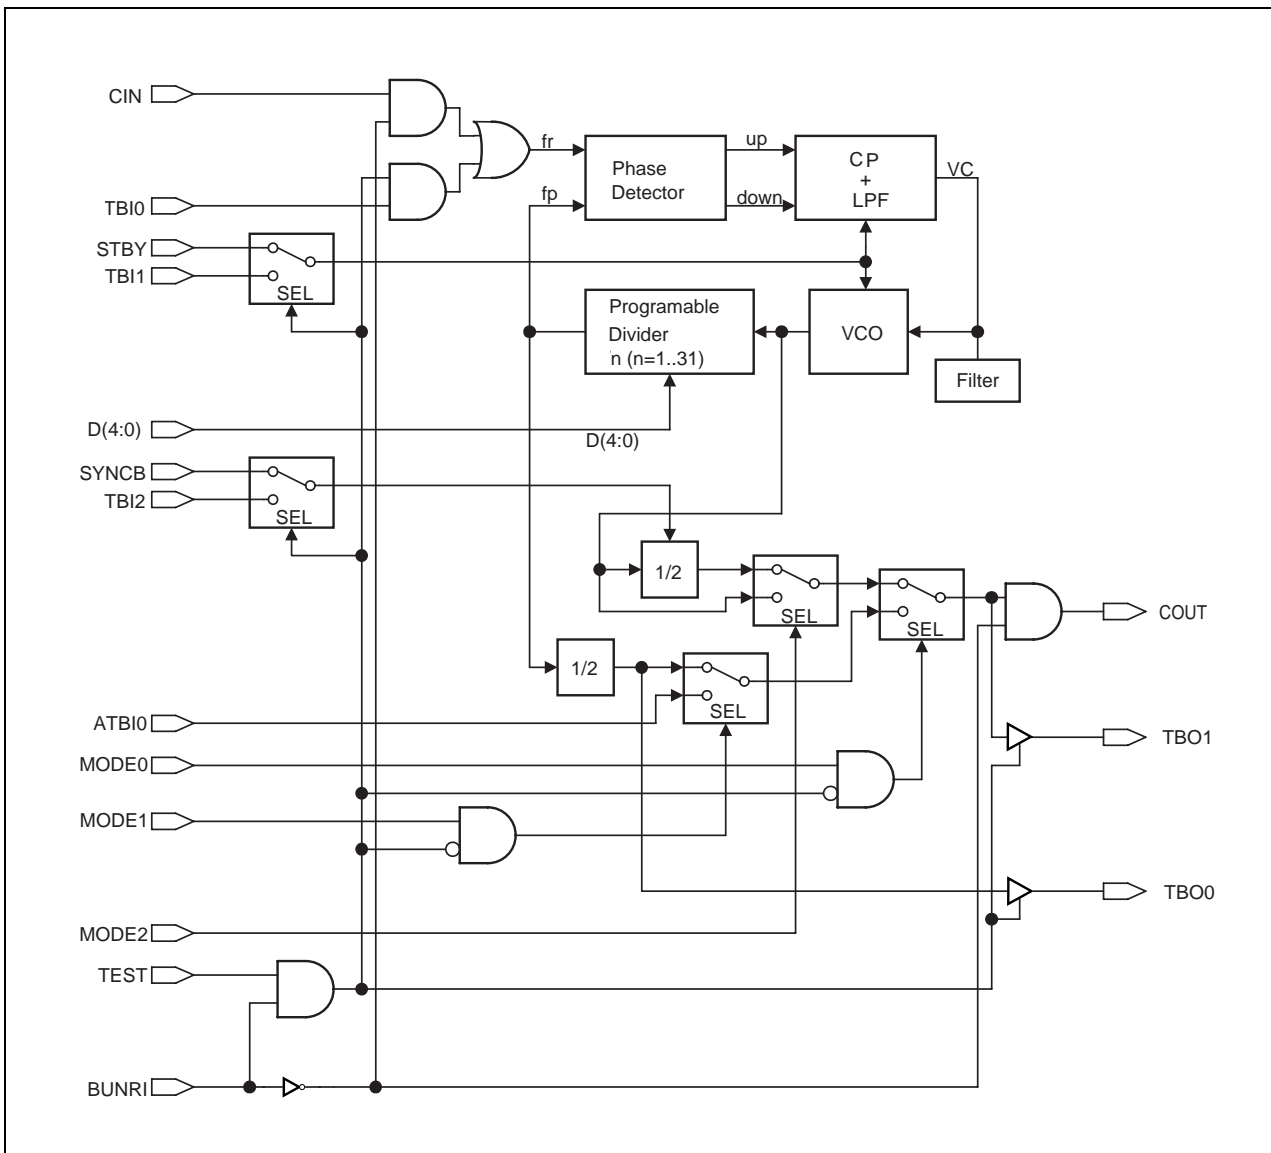 CIN
fr
up
CP
+
LPF
VC
Phase
Detector
fp
down
TBI0
STBY
TBI1
SEL
Programable
Divider
n (n=1..31)
VCO
Filter
D(4:0)
D(4:0)
SYNCB
TBI2
SEL
1/2
SEL
SEL
COUT
1/2
SEL
ATBI0
TBO1
MODE0
MODE1
TBO0
MODE2
TEST
BUNRI